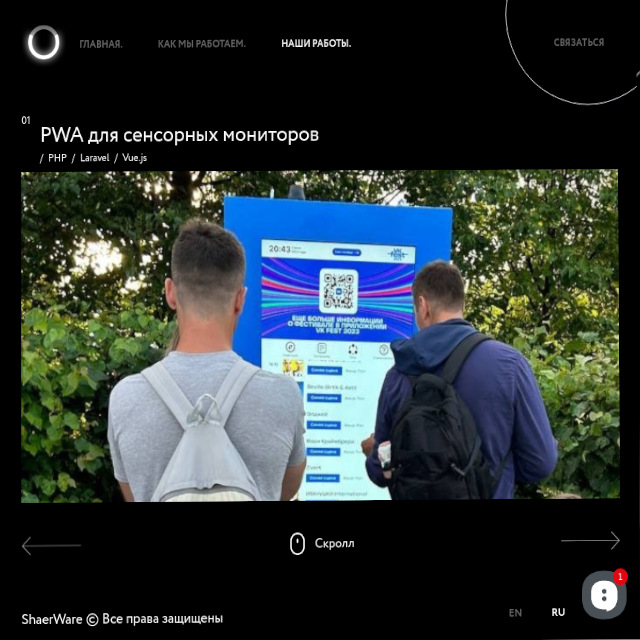 ГЛАВНАЯ.
КАК МЫ РАБОТАЕМ.
НАШИ РАБОТЫ.
СВЯЗАТЬСЯ
01
PWA для сенсорных мониторов
/ PHP / Laravel / Vue.js
20:43
VK FEST
ЕЩЕ БОЛЬШЕ ИНФОРМАЦИИ
О ФЕСТИВАЛЕ В ПРИЛОЖЕНИИ
VK FEST 2023
Скролл
1
ShaerWare © Все права защищены
EN
RU